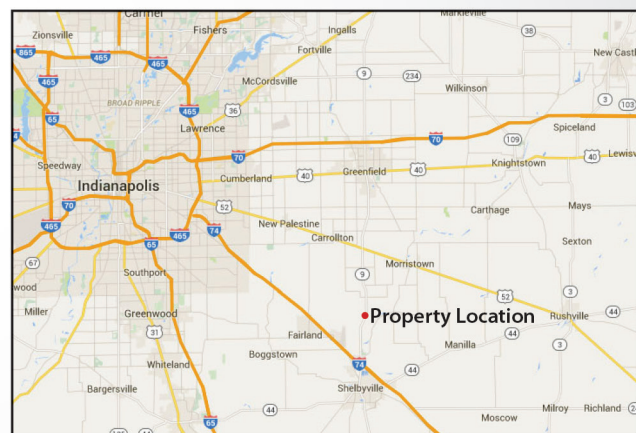 Carmel
Zionsville
Fishers
Ingalls
Markleville
38
New Castl
865
465
465
Fortville
9
234
McCordsville
Wilkinson
3
103
BROAD RIPPLE
465
465
65
36
Lawrence
70
109
Spiceland
Speedway
70
Cumberland
40
Greenfield
40
Knightstown
40
Lewisv
Indianapolis
52
Carthage
Mays
70
465
65
465
74
New Palestine
Carrollton
Sexton
67
Southport
9
Morristown
52
3
wood
Miller
Greenwood
Property Location
Rushville
31
Fairland
Manilla
44
44
3
Whiteland
Boggstown
74
44
Shelbyville
Bargersville
44
44
65
Moscow
Milroy
Richland